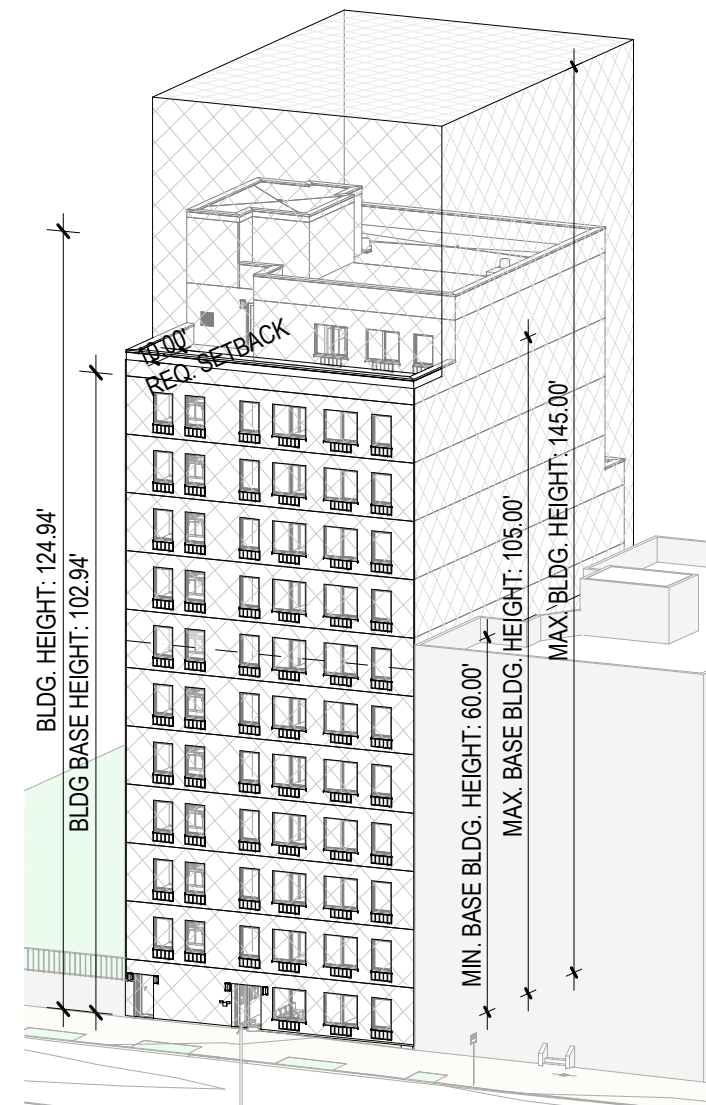 10.00'
REQ. SETBACK
BLDG. HEIGHT: 124.94'
BLDG BASE HEIGHT: 102.94'
MIN. BASE BLDG. HEIGHT: 60.00'
MAX. BASE BLDG. HEIGHT: 105.00'
MAX. BLDG. HEIGHT: 145.00'